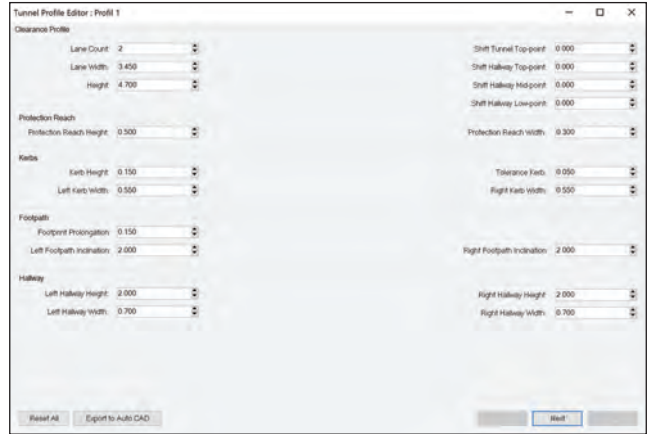 Tunnel Profile Editor : Profil 1
Clearance Profile
Lane Count: 2 Shift Tunnel Top-point: 0.000
Lane Width: 3.450 Shift Hallway Top-point: 0.000
Height: 4.700 Shift Hallway Mid-point: 0.000
Shift Hallway Low-point: 0.000
Protection Reach
Protection Reach Height: 0.500 Protection Reach Width: 0.300
Kerbs
Kerb Height: 0.150 Tolerance Kerb: 0.050
Left Kerb Width: 0.550 Right Kerb Width: 0.550
Footpath
Footprint Prolongation: 0.150
Left Footpath Inclination: 2.000 Right Footpath Inclination: 2.000
Hallway
Left Hallway Height: 2.000 Right Hallway Height: 2.000
Left Hallway Width: 0.700 Right Hallway Width: 0.700
Reset All Export to Auto CAD Next